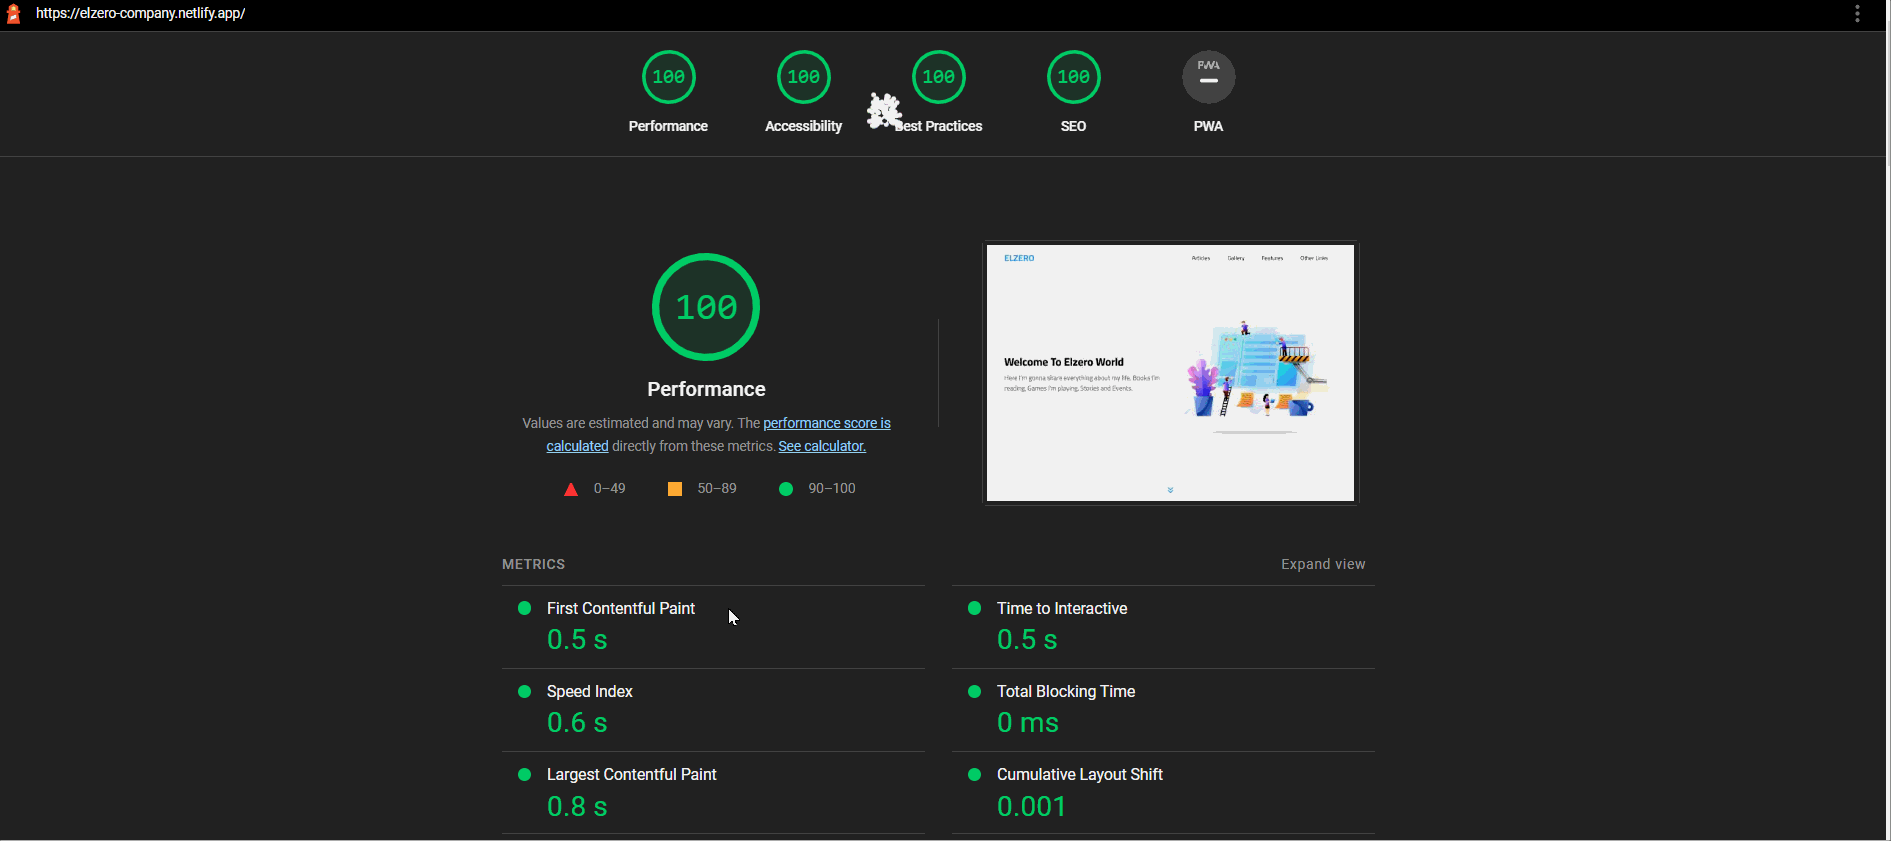 https://elzero-company.netlify.app/
100 100 100 100 PWA
Performance Accessibility Best Practices SEO PWA
100
Performance
Values are estimated and may vary. The performance score is
calculated directly from these metrics. See calculator.
0–49 50–89 90–100
ELZERO Articles Gallery Features Other Links
Welcome To Elzero World
Here I'm gonna share everything about my life. Books I'm
reading, Games I'm playing, Stories and Events.
METRICS Expand view
First Contentful Paint
0.5 s
Time to Interactive
0.5 s
Speed Index
0.6 s
Total Blocking Time
0 ms
Largest Contentful Paint
0.8 s
Cumulative Layout Shift
0.001